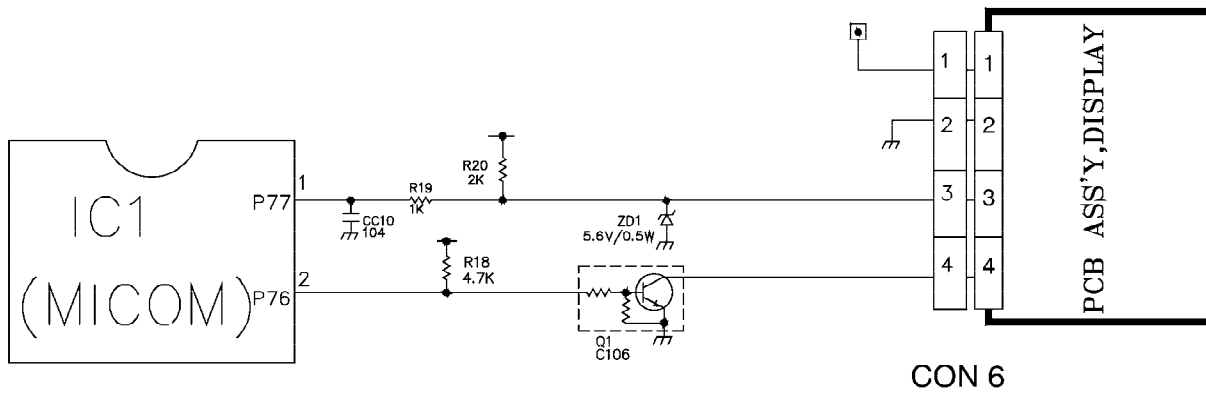 IC1
(MICOM)
P77
1
P76
2
CC10
104
R19
1K
R20
2K
R18
4.7K
ZD1
5.6V/0.5W
Q1
C106
1
1
2
2
3
3
4
4
PCB ASS'Y,DISPLAY
CON 6